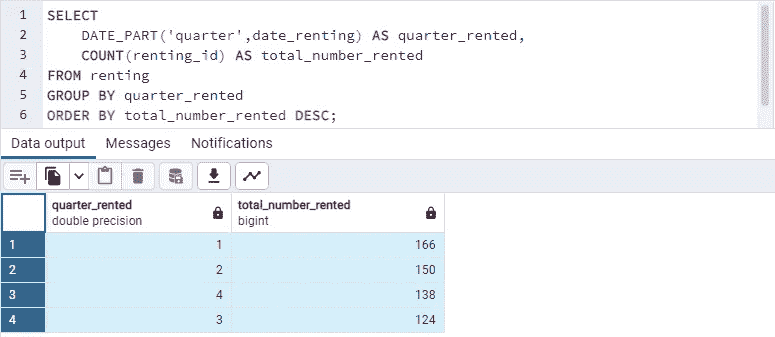 1 SELECT
2 DATE_PART('quarter',date_renting) AS quarter_rented,
3 COUNT(renting_id) AS total_number_rented
4 FROM renting
5 GROUP BY quarter_rented
6 ORDER BY total_number_rented DESC;
Data output Messages Notifications
quarter_rented total_number_rented
double precision bigint
1 1 166
2 2 150
3 4 138
4 3 124